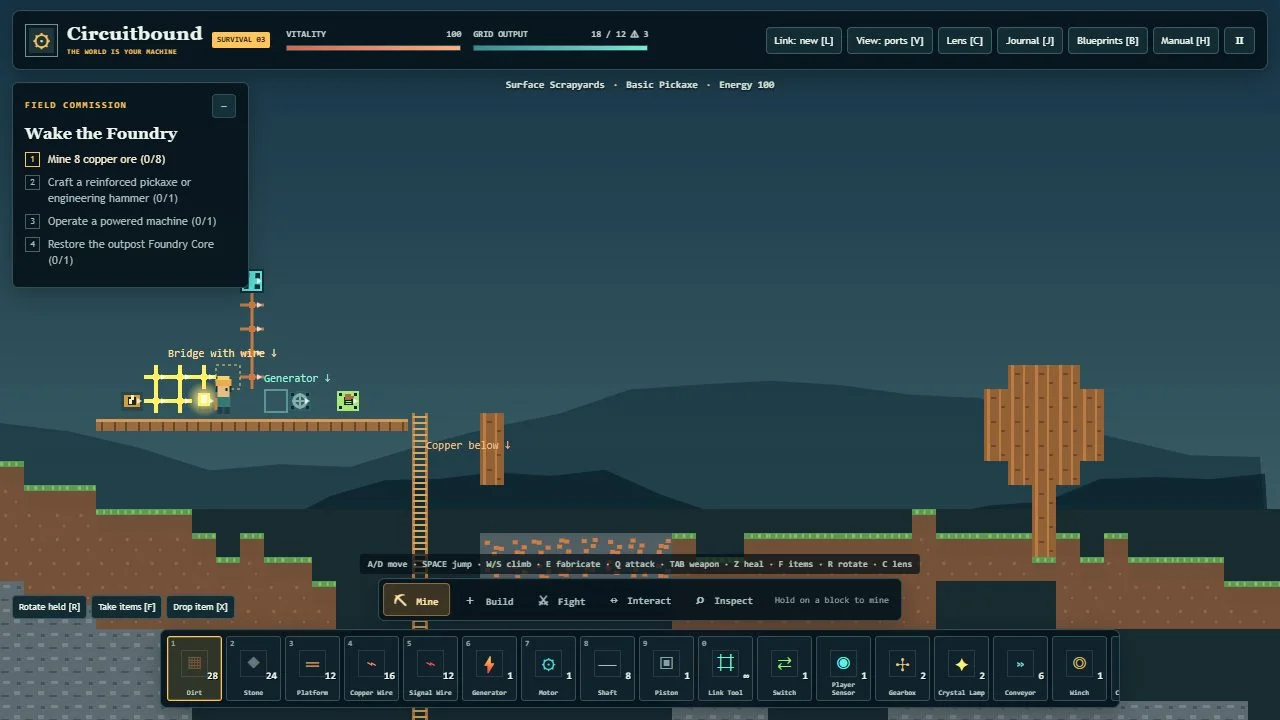 Circuitbound
THE WORLD IS YOUR MACHINE
SURVIVAL 03
VITALITY 100
GRID OUTPUT 18 / 12 ⚠ 3
Link: new [L]
View: ports [V]
Lens [C]
Journal [J]
Blueprints [B]
Manual [H]
Surface Scrapyards · Basic Pickaxe · Energy 100
FIELD COMMISSION
Wake the Foundry
1 Mine 8 copper ore (0/8)
2 Craft a reinforced pickaxe or
engineering hammer (0/1)
3 Operate a powered machine (0/1)
4 Restore the outpost Foundry Core
(0/1)
Bridge with wire ↓
Generator ↓
Copper below ↓
A/D move · SPACE jump · W/S climb · E fabricate · Q attack · TAB weapon · Z heal · F items · R rotate · C lens
Rotate held [R]
Take items [F]
Drop item [X]
Mine
Build
Fight
Interact
Inspect
Hold on a block to mine
1 28 Dirt
2 24 Stone
3 12 Platform
4 16 Copper Wire
5 12 Signal Wire
6 1 Generator
7 1 Motor
8 8 Shaft
9 1 Piston
0 ∞ Link Tool
1 Switch
1 Player
Sensor
2 Gearbox
2 Crystal Lamp
6 Conveyor
1 Winch